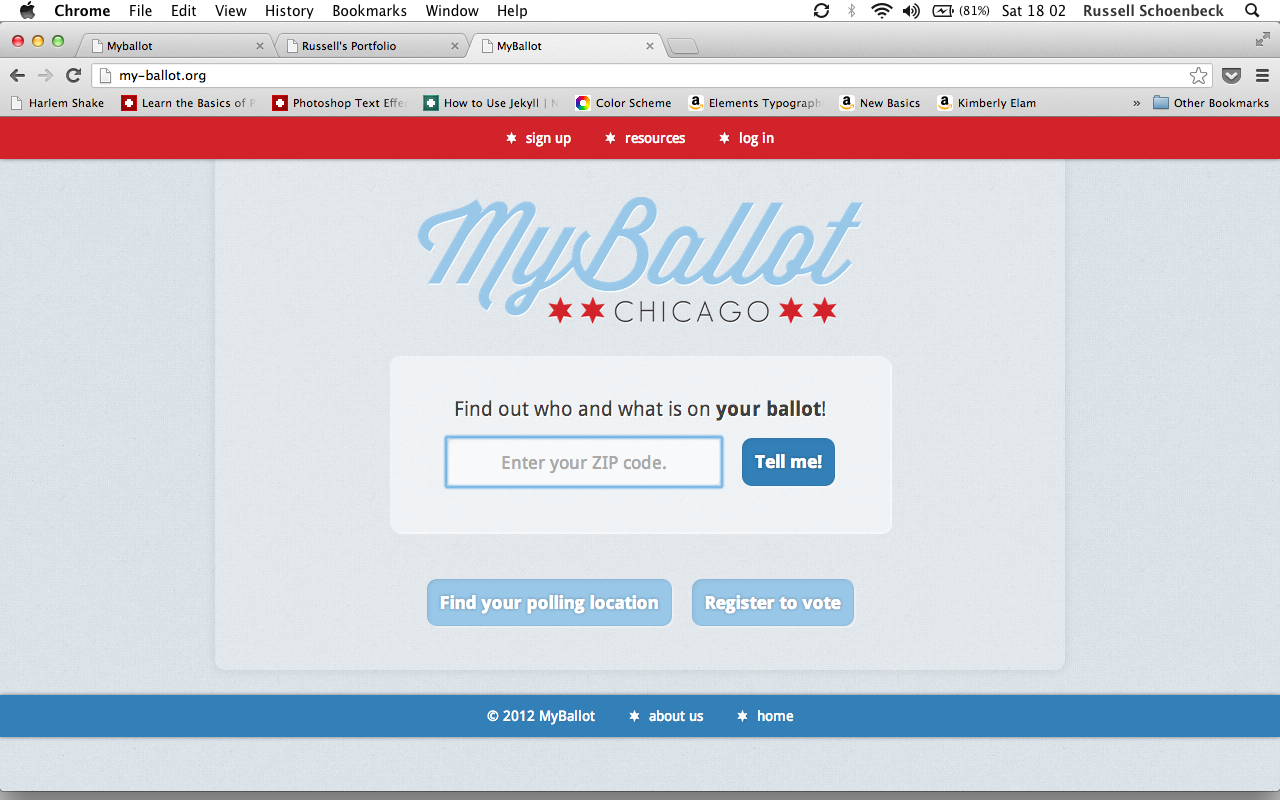 Chrome File Edit View History Bookmarks Window Help (81%) Sat 18 02 Russell Schoenbeck
Myballot Russell's Portfolio MyBallot
my-ballot.org
Harlem Shake Learn the Basics of Photoshop Text Effe How to Use Jekyll | Color Scheme Elements Typograph New Basics Kimberly Elam » Other Bookmarks
sign up resources log in
MyBallot
CHICAGO
Find out who and what is on your ballot!
Enter your ZIP code. Tell me!
Find your polling location Register to vote
© 2012 MyBallot about us home